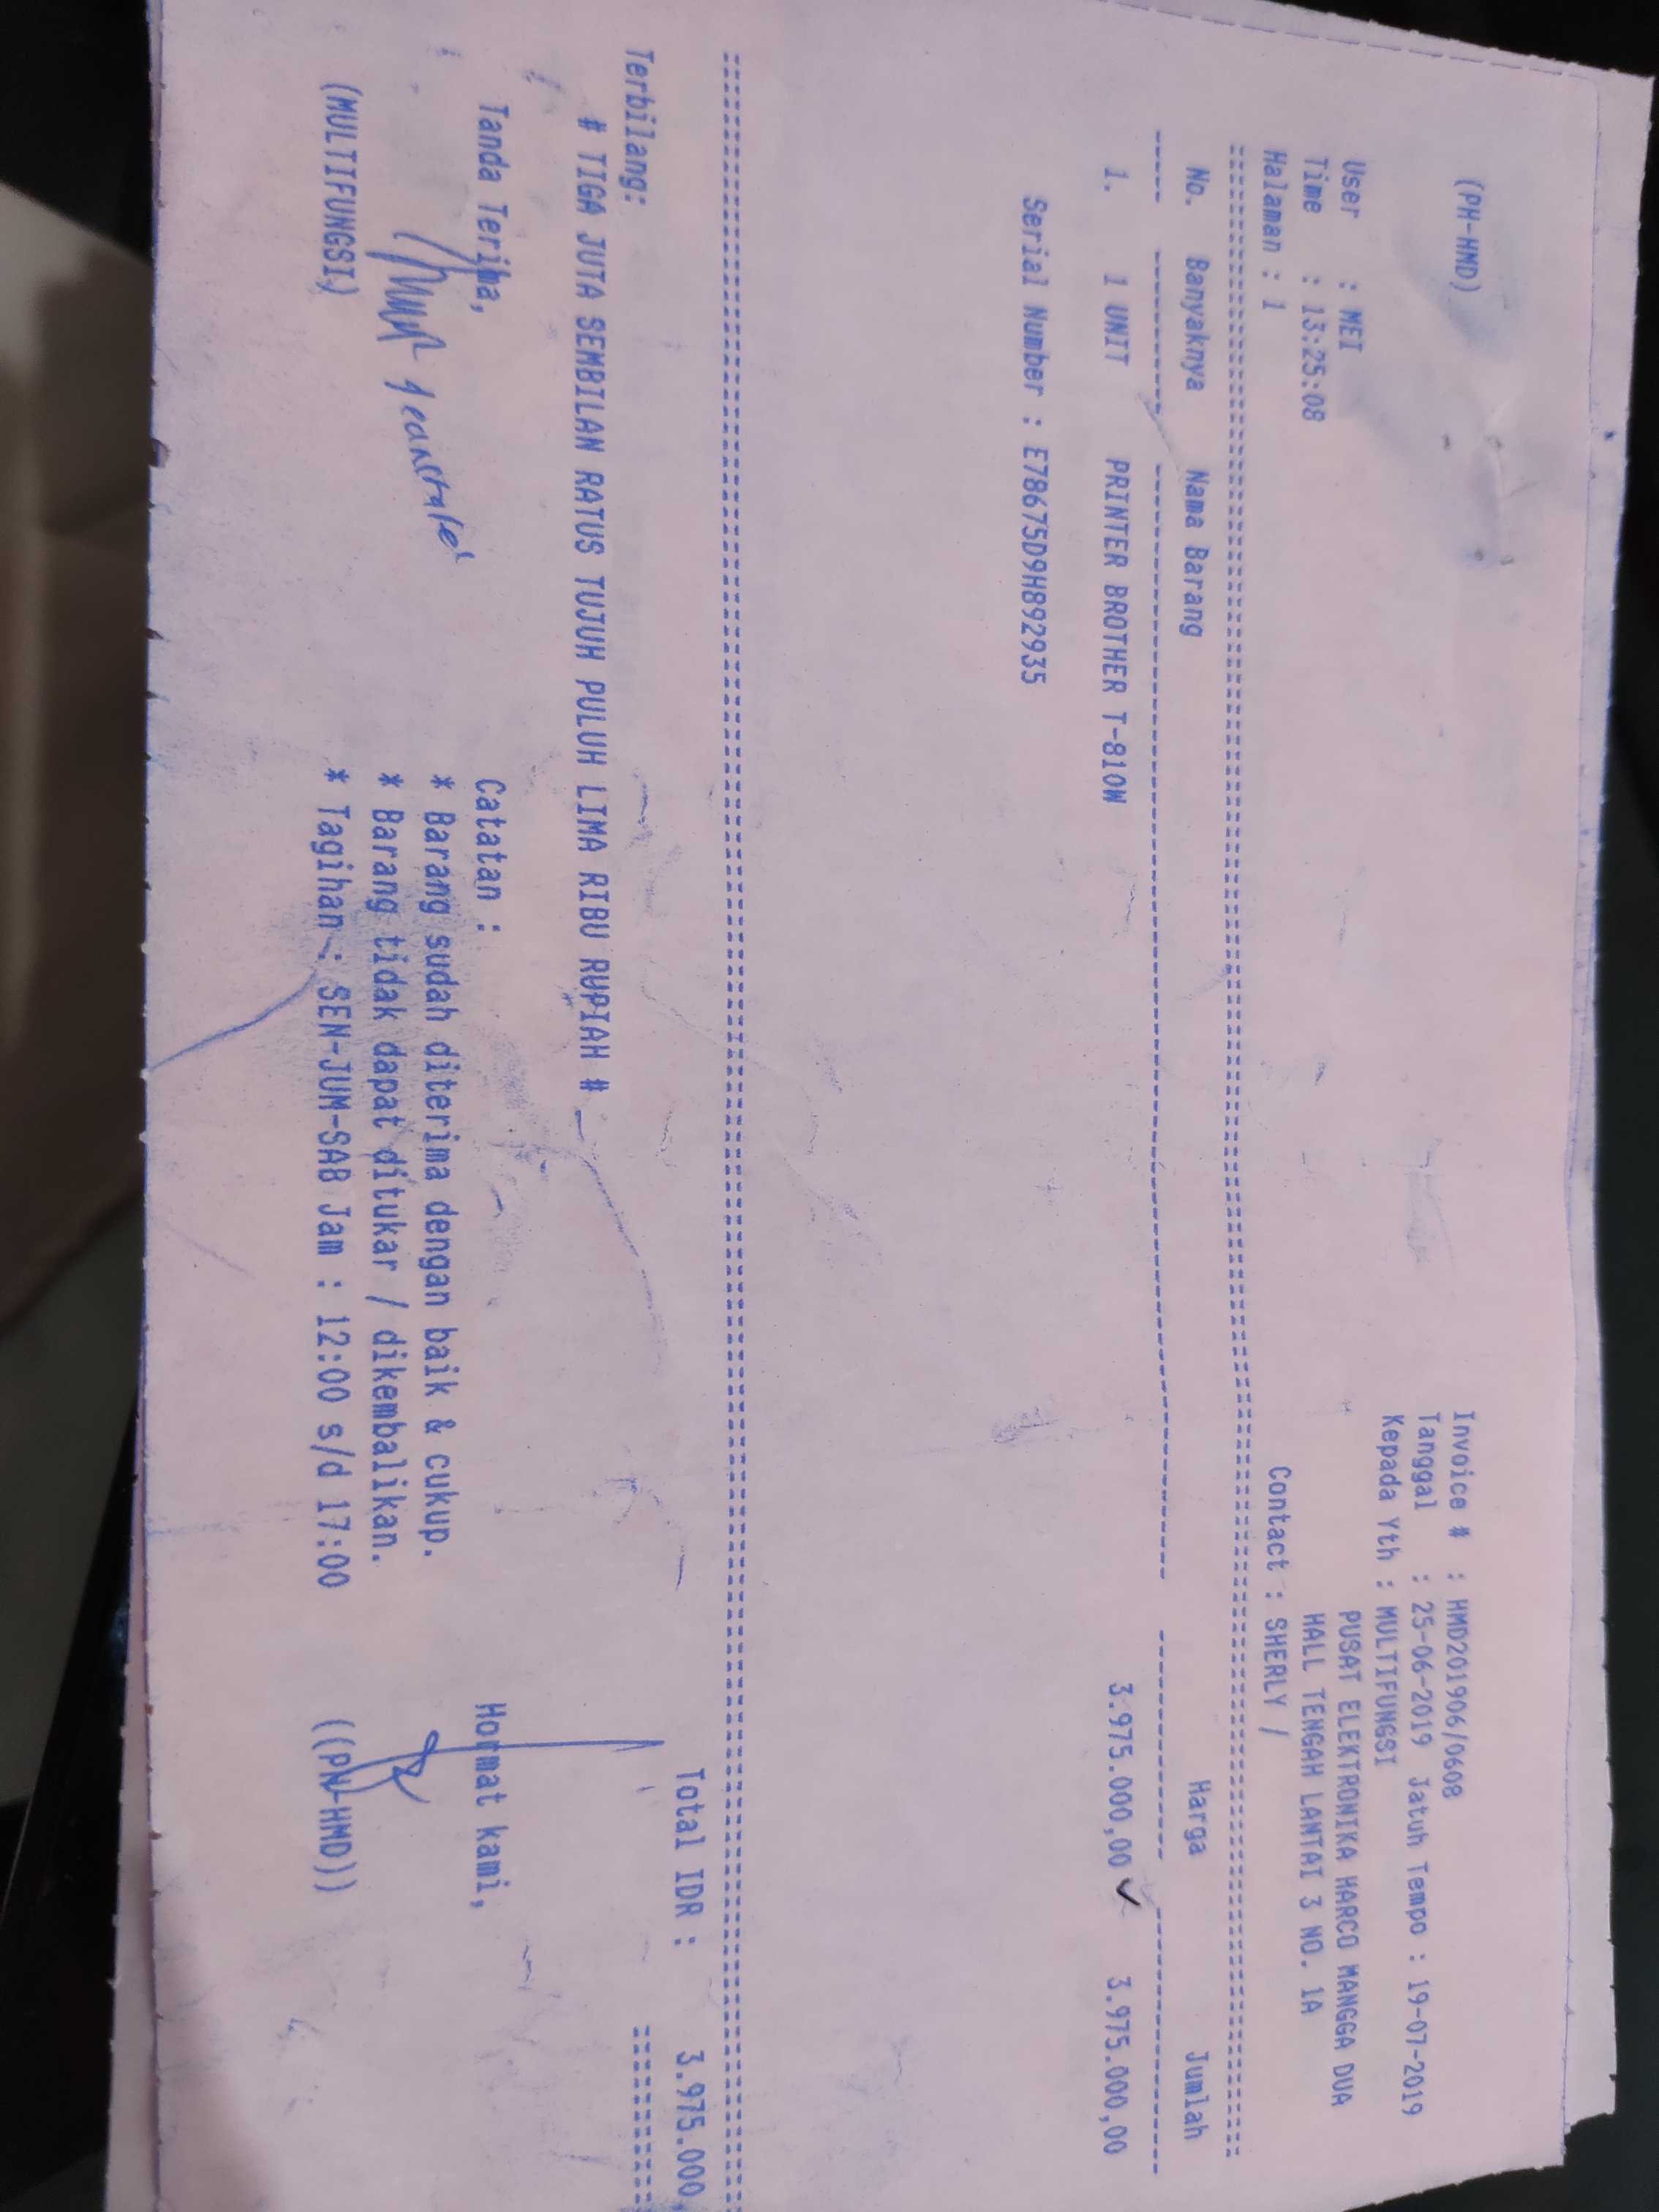 (PH-HMD)
Invoice # : HMD201906/0608
Tanggal : 25-06-2019 Jatuh Tempo : 19-07-2019
Kepada Yth : MULTIFUNGSI
User : MEI
PUSAT ELEKTRONIKA HARCO MANGGA DUA
Time : 13:25:08
HALL TENGAH LANTAI 3 NO. 1A
Halaman : 1
Contact : SHERLY /
No. Banyaknya Nama Barang Harga Jumlah
1. 1 UNIT PRINTER BROTHER T-810W 3.975.000,00 3.975.000,00
Serial Number : E78675D9H892935
Total IDR : 3.975.000,
Terbilang:
# TIGA JUTA SEMBILAN RATUS TUJUH PULUH LIMA RIBU RUPIAH #
Tanda Terima, Catatan : Hormat kami,
* Barang sudah diterima dengan baik & cukup.
* Barang tidak dapat ditukar / dikembalikan.
(MULTIFUNGSI) * Tagihan : SEN-JUM-SAB Jam : 12:00 s/d 17:00 ((PN-HMD))